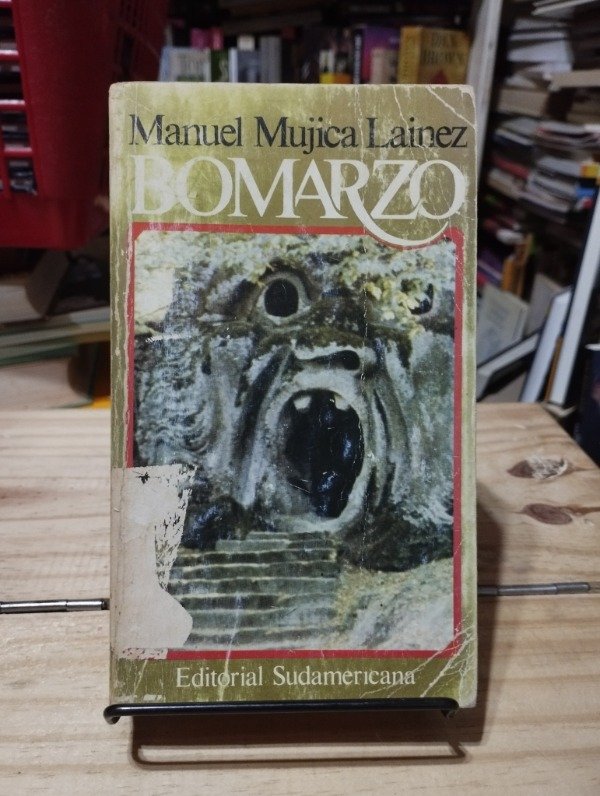 Manuel Mujica Lainez
BOMARZO
Editorial Sudamericana